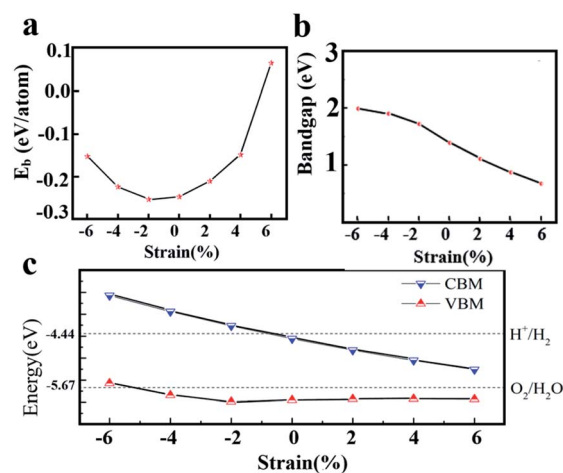 a
E_b (eV/atom)
0.1
0.0
-0.1
-0.2
-0.3
-6 -4 -2 0 2 4 6
Strain(%)
b
Bandgap (eV)
3
2
1
-6 -4 -2 0 2 4 6
Strain(%)
c
Energy(eV)
-4.44
-5.67
CBM
VBM
H⁺/H₂
O₂/H₂O
-6 -4 -2 0 2 4 6
Strain(%)